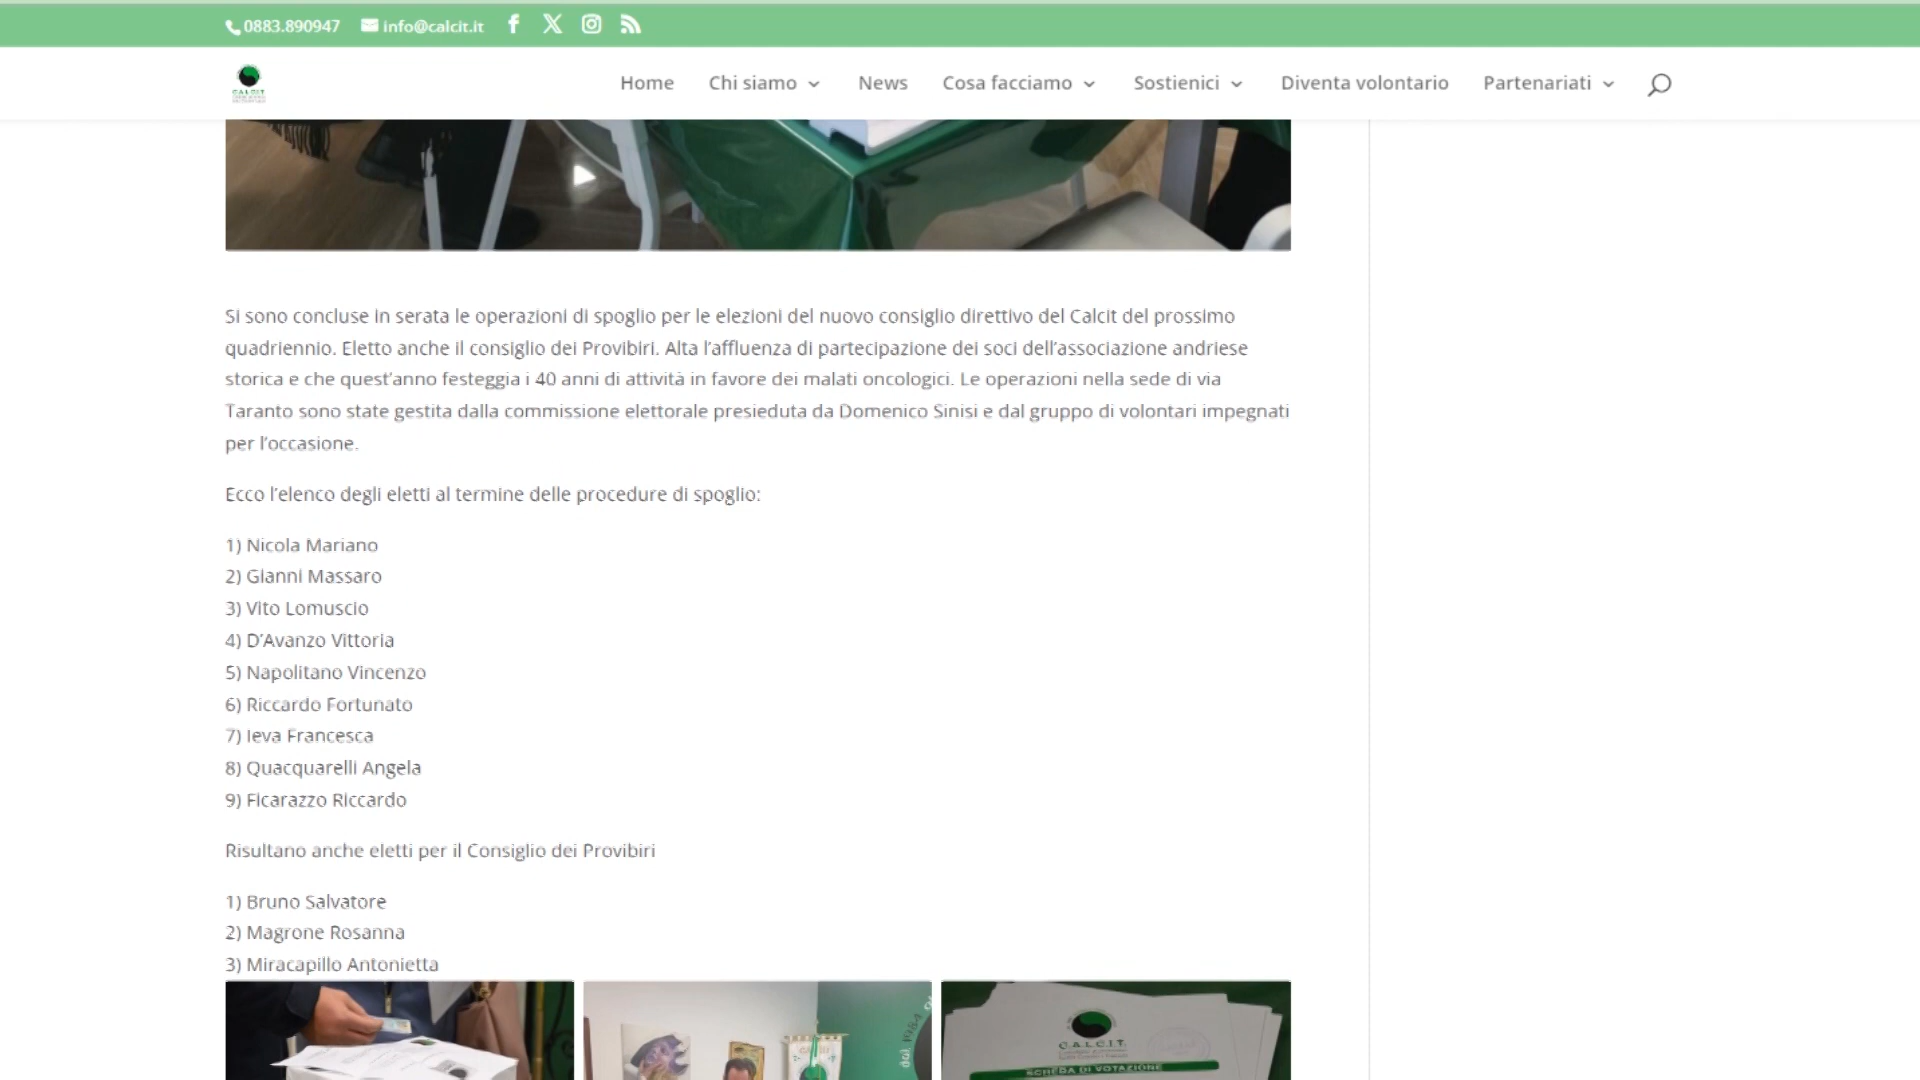 0883.890947 info@calcit.it
CALCIT
Home Chi siamo News Cosa facciamo Sostienici Diventa volontario Partenariati
Si sono concluse in serata le operazioni di spoglio per le elezioni del nuovo consiglio direttivo del Calcit del prossimo
quadriennio. Eletto anche il consiglio dei Provibiri. Alta l’affluenza di partecipazione dei soci dell’associazione andriese
storica e che quest’anno festeggia i 40 anni di attività in favore dei malati oncologici. Le operazioni nella sede di via
Taranto sono state gestita dalla commissione elettorale presieduta da Domenico Sinisi e dal gruppo di volontari impegnati
per l’occasione.
Ecco l’elenco degli eletti al termine delle procedure di spoglio:
1) Nicola Mariano
2) Gianni Massaro
3) Vito Lomuscio
4) D’Avanzo Vittoria
5) Napolitano Vincenzo
6) Riccardo Fortunato
7) Ieva Francesca
8) Quacquarelli Angela
9) Ficarazzo Riccardo
Risultano anche eletti per il Consiglio dei Provibiri
1) Bruno Salvatore
2) Magrone Rosanna
3) Miracapillo Antonietta
dal 1984
CALCIT
C.A.L.C.I.T.
SCHEDA DI VOTAZIONE